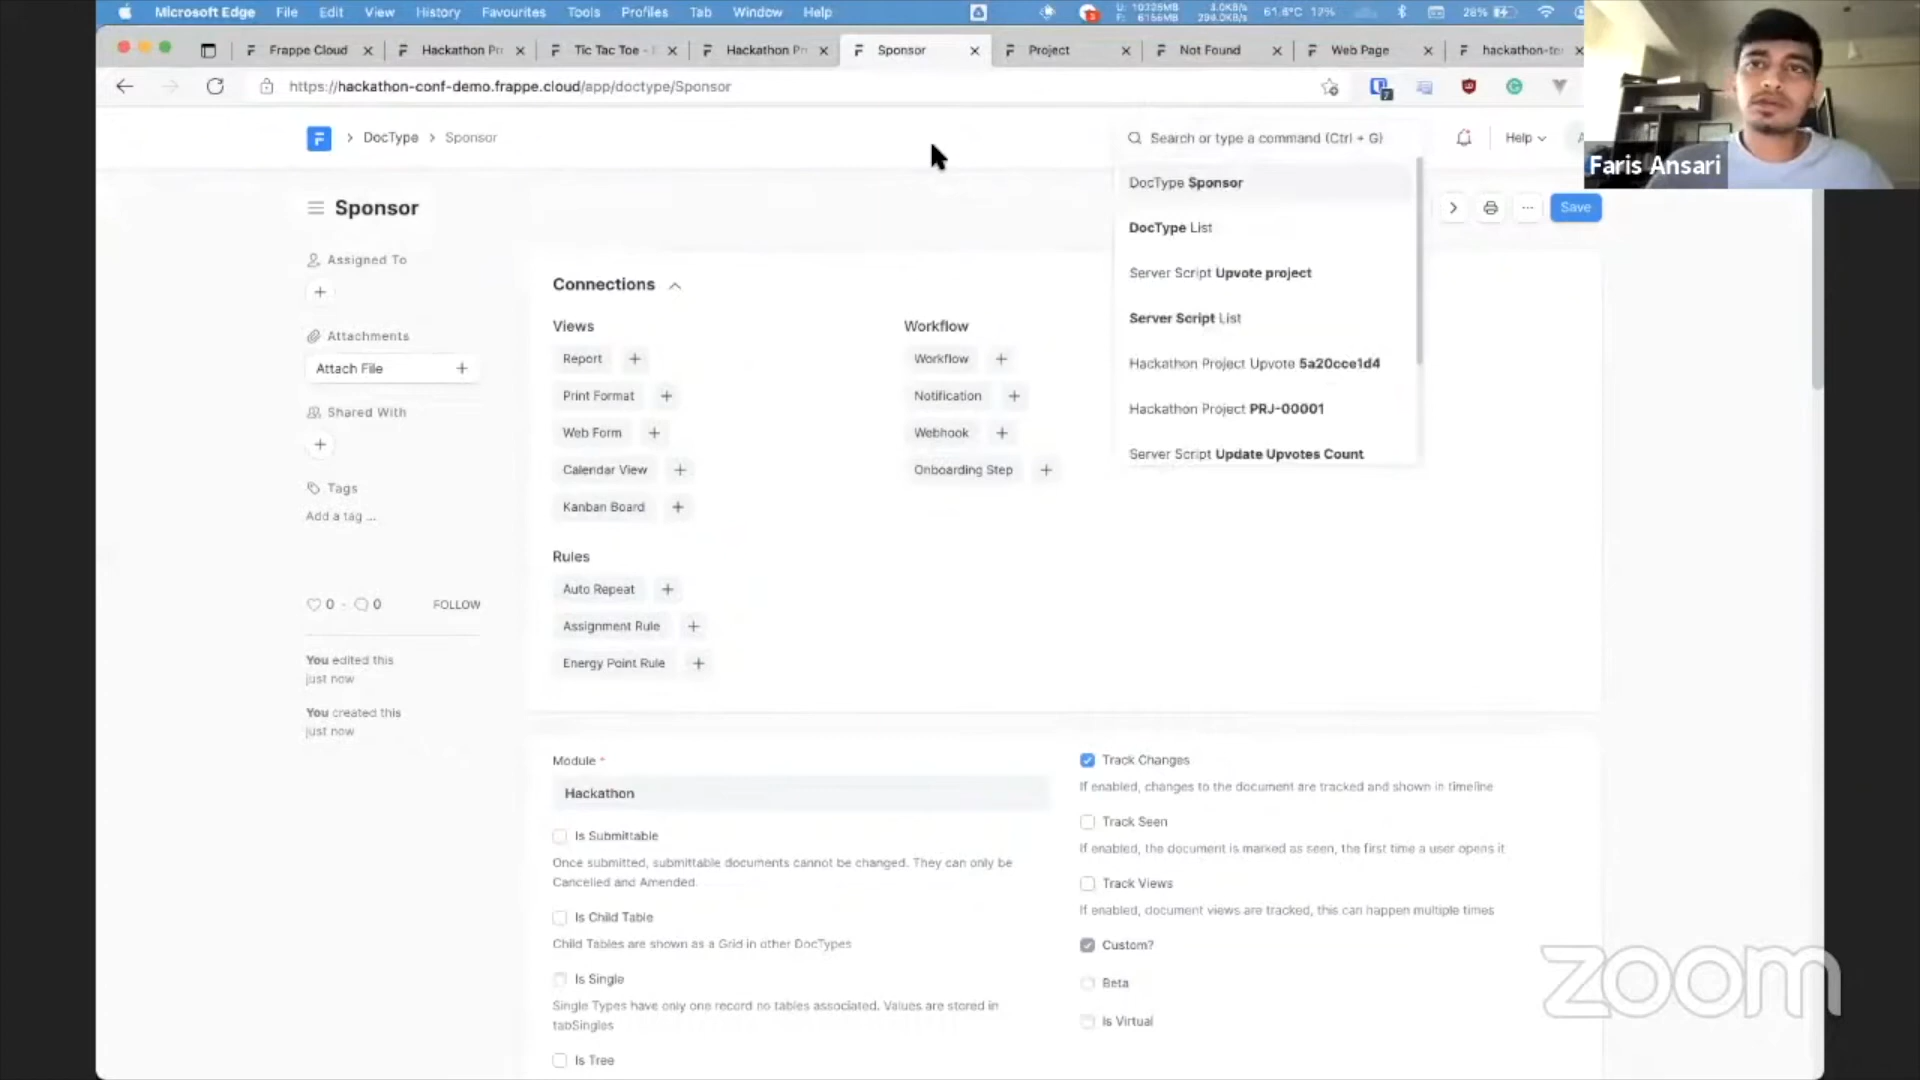 Microsoft Edge File Edit View History Favourites Tools Profiles Tab Window Help 61.6°C 17% 28%
Frappe Cloud Hackathon Pr Tic Tac Toe - Hackathon Pr Sponsor Project Not Found Web Page hackathon-te
https://hackathon-conf-demo.frappe.cloud/app/doctype/Sponsor
DocType Sponsor
Search or type a command (Ctrl + G)
Help
Faris Ansari
DocType Sponsor
DocType List
Server Script Upvote project
Server Script List
Hackathon Project Upvote 5a20cce1d4
Hackathon Project PRJ-00001
Server Script Update Upvotes Count
Sponsor
Save
Assigned To
Attachments
Attach File
Shared With
Tags
Add a tag ...
0 · 0 FOLLOW
You edited this
just now
You created this
just now
Connections
Views
Report
Print Format
Web Form
Calendar View
Kanban Board
Workflow
Workflow
Notification
Webhook
Onboarding Step
Rules
Auto Repeat
Assignment Rule
Energy Point Rule
Module *
Hackathon
Is Submittable
Once submitted, submittable documents cannot be changed. They can only be
Cancelled and Amended.
Is Child Table
Child Tables are shown as a Grid in other DocTypes
Is Single
Single Types have only one record no tables associated. Values are stored in
tabSingles
Is Tree
Track Changes
If enabled, changes to the document are tracked and shown in timeline
Track Seen
If enabled, the document is marked as seen, the first time a user opens it
Track Views
If enabled, document views are tracked, this can happen multiple times
Custom?
Beta
Is Virtual
zoom